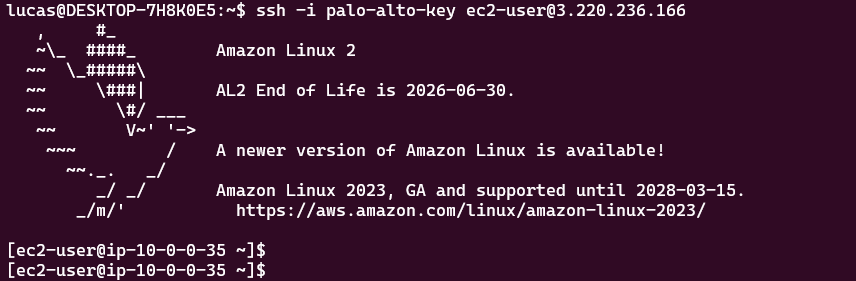 lucas@DESKTOP-7H8K0E5:~$ ssh -i palo-alto-key ec2-user@3.220.236.166
   ,     #_
   ~\_  ####_        Amazon Linux 2
  ~~  \_#####\
  ~~     \###|       AL2 End of Life is 2026-06-30.
  ~~       \#/ ___
   ~~       V~' '->
    ~~~         /    A newer version of Amazon Linux is available!
      ~~._.   _/
         _/ _/       Amazon Linux 2023, GA and supported until 2028-03-15.
       _/m/'           https://aws.amazon.com/linux/amazon-linux-2023/

[ec2-user@ip-10-0-0-35 ~]$
[ec2-user@ip-10-0-0-35 ~]$